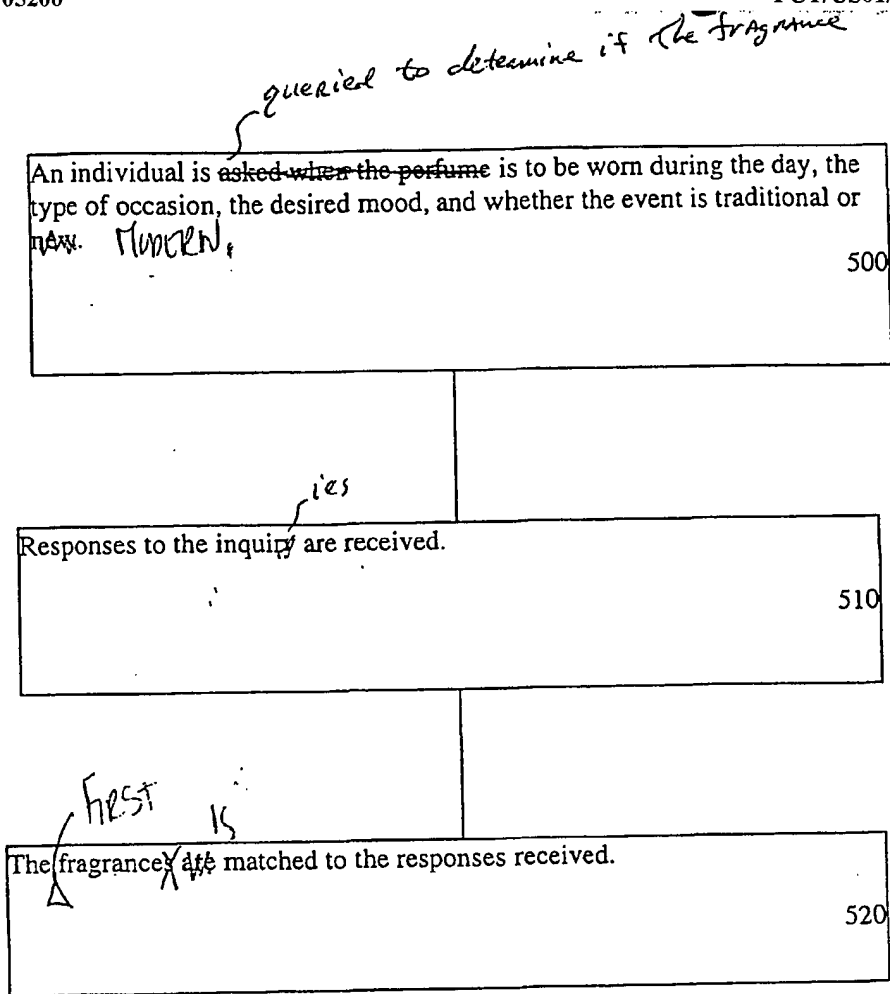 queried to determine if the fragrance
An individual is asked when the perfume is to be worn during the day, the
type of occasion, the desired mood, and whether the event is traditional or
new. MODERN.
500
ies
Responses to the inquiry are received.
510
first
is
The fragrances are matched to the responses received.
520